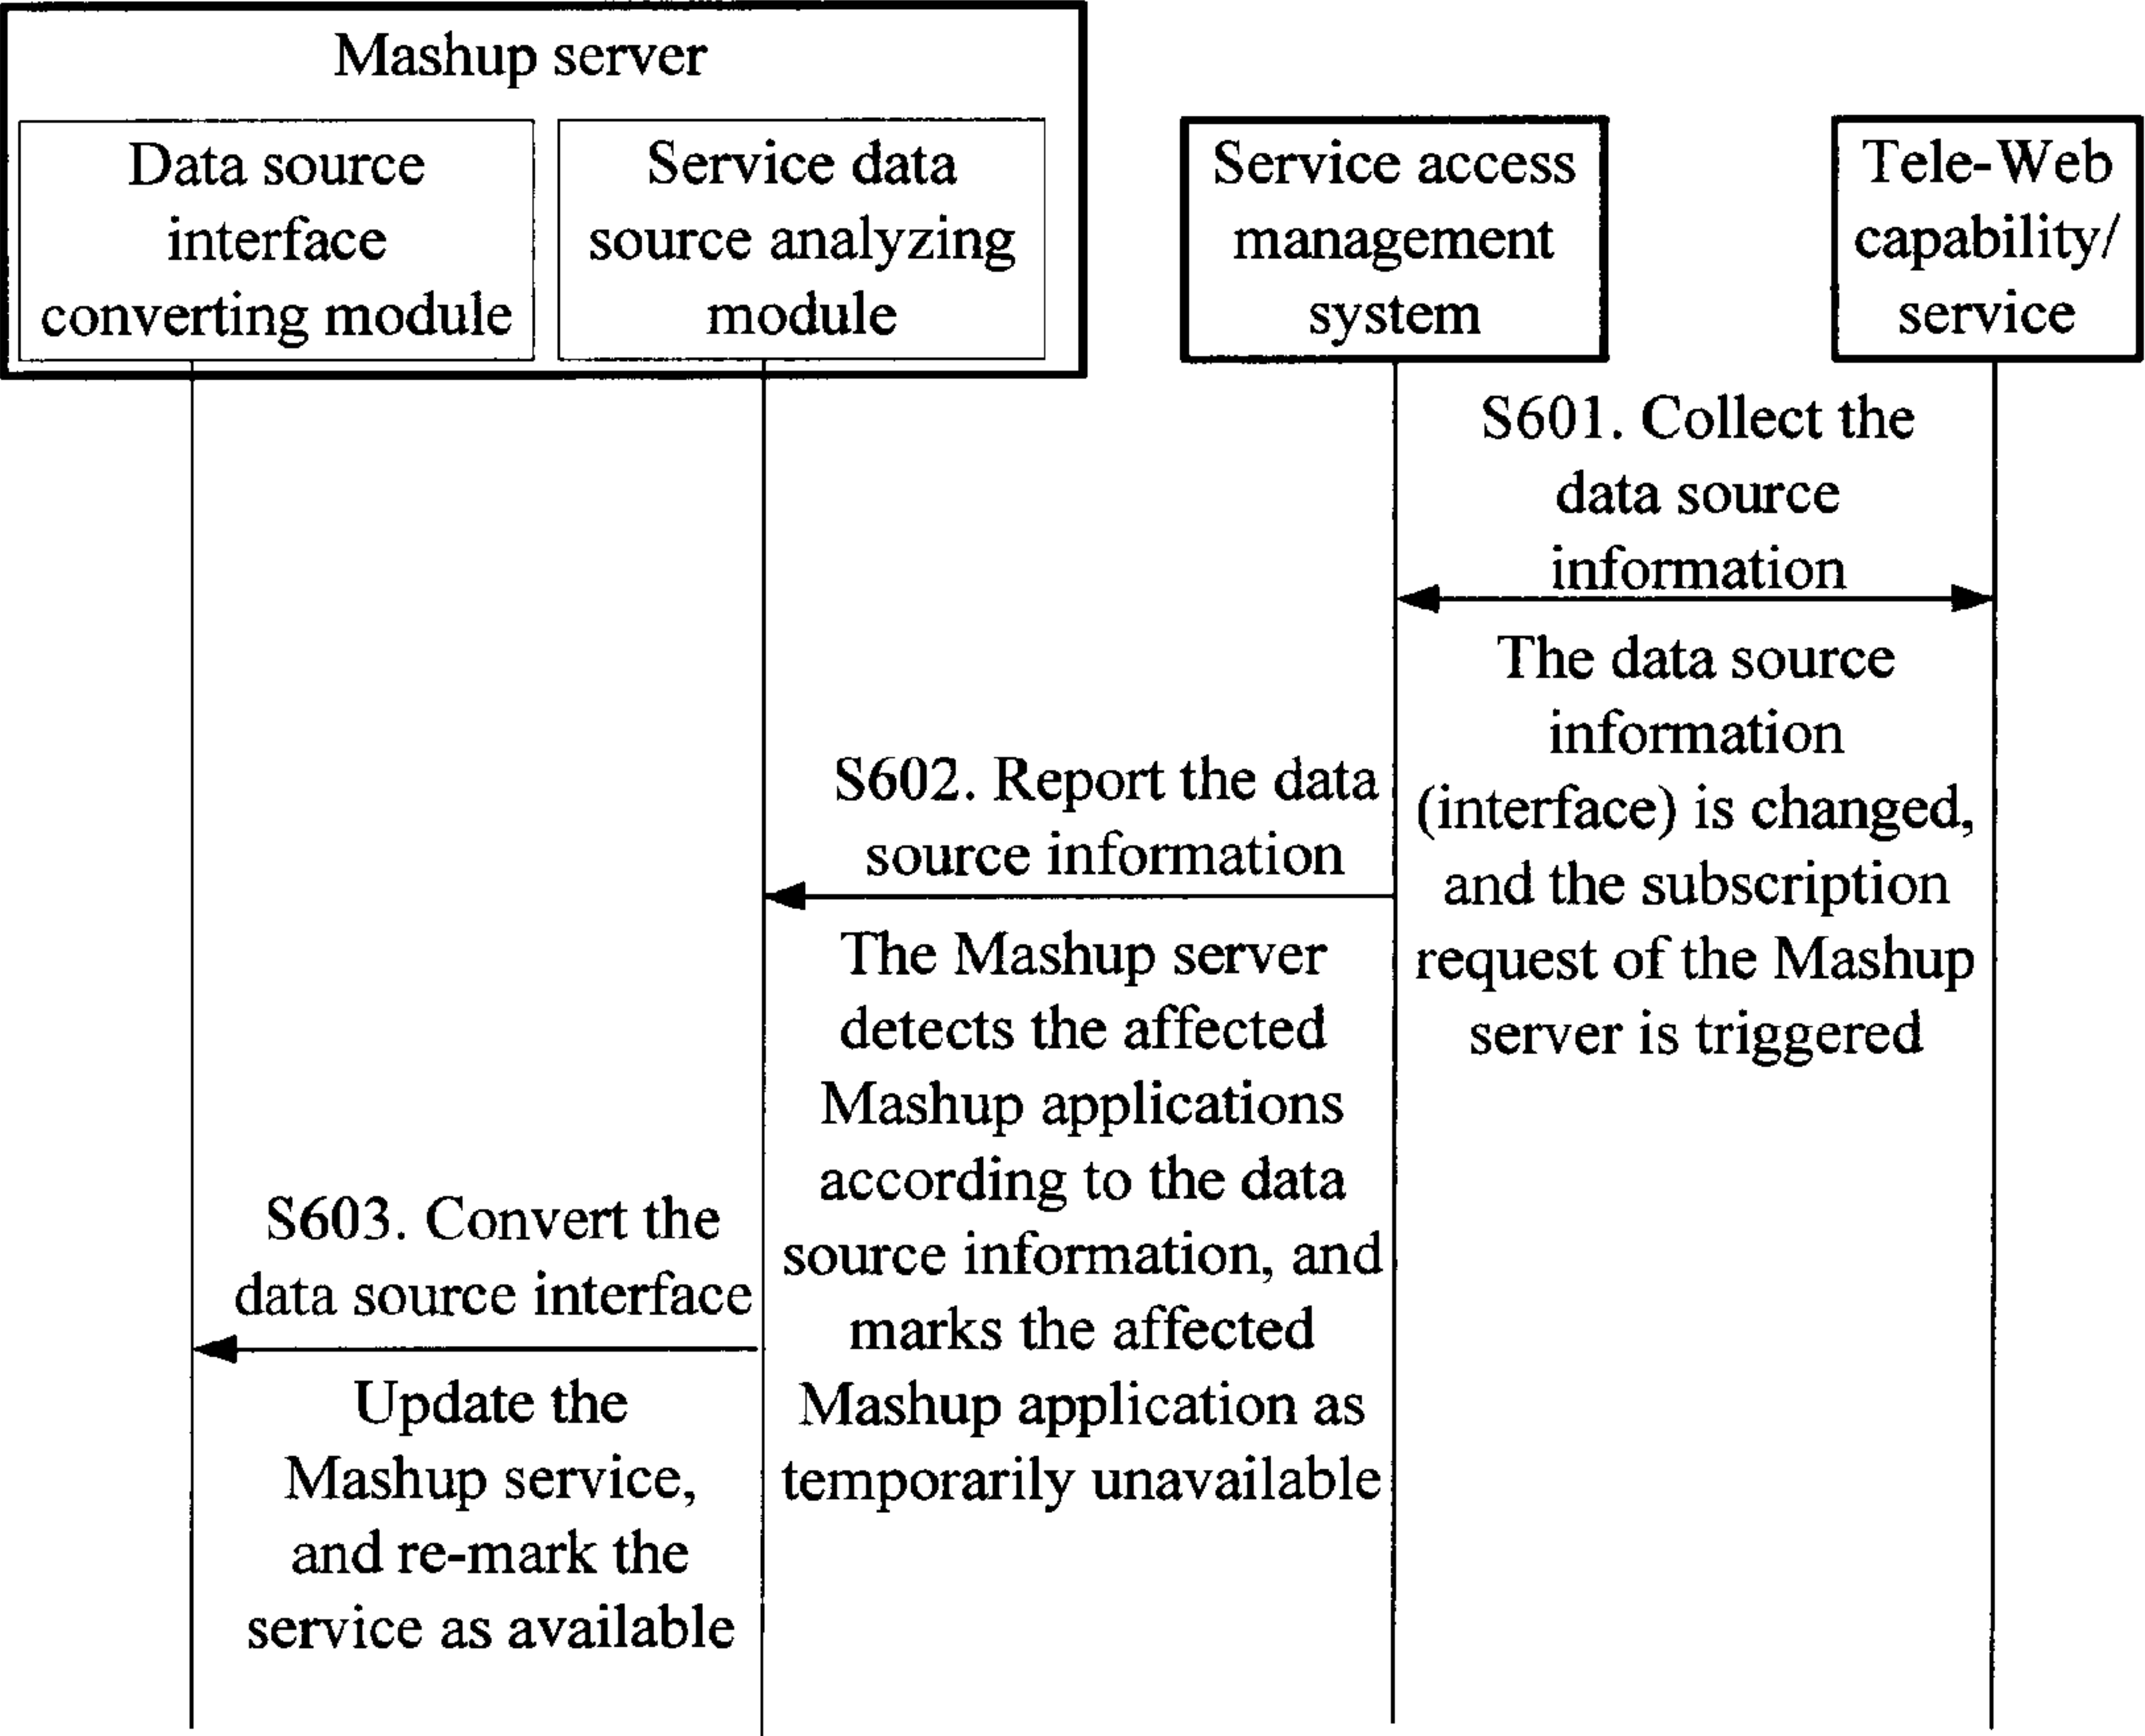 Mashup server
Data source
interface
converting module
Service data
source analyzing
module
Service access
management
system
Tele-Web
capability/
service
S601. Collect the
data source
information
The data source
information
(interface) is changed,
and the subscription
request of the Mashup
server is triggered
S602. Report the data
source information
The Mashup server
detects the affected
Mashup applications
according to the data
source information, and
marks the affected
Mashup application as
temporarily unavailable
S603. Convert the
data source interface
Update the
Mashup service,
and re-mark the
service as available